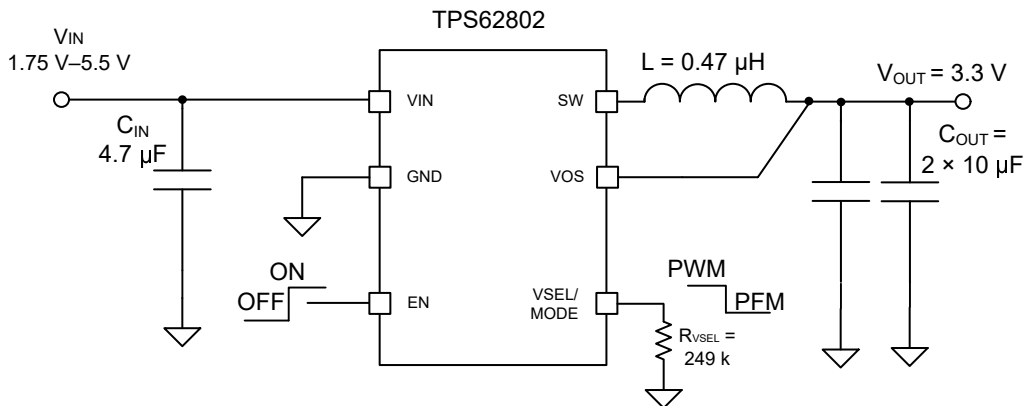 TPS62802
VIN
1.75 V–5.5 V
L = 0.47 µH
VOUT = 3.3 V
VIN
SW
CIN
4.7 µF
COUT =
2 × 10 µF
GND
VOS
ON
OFF
EN
VSEL/
MODE
PWM
PFM
RVSEL =
249 k